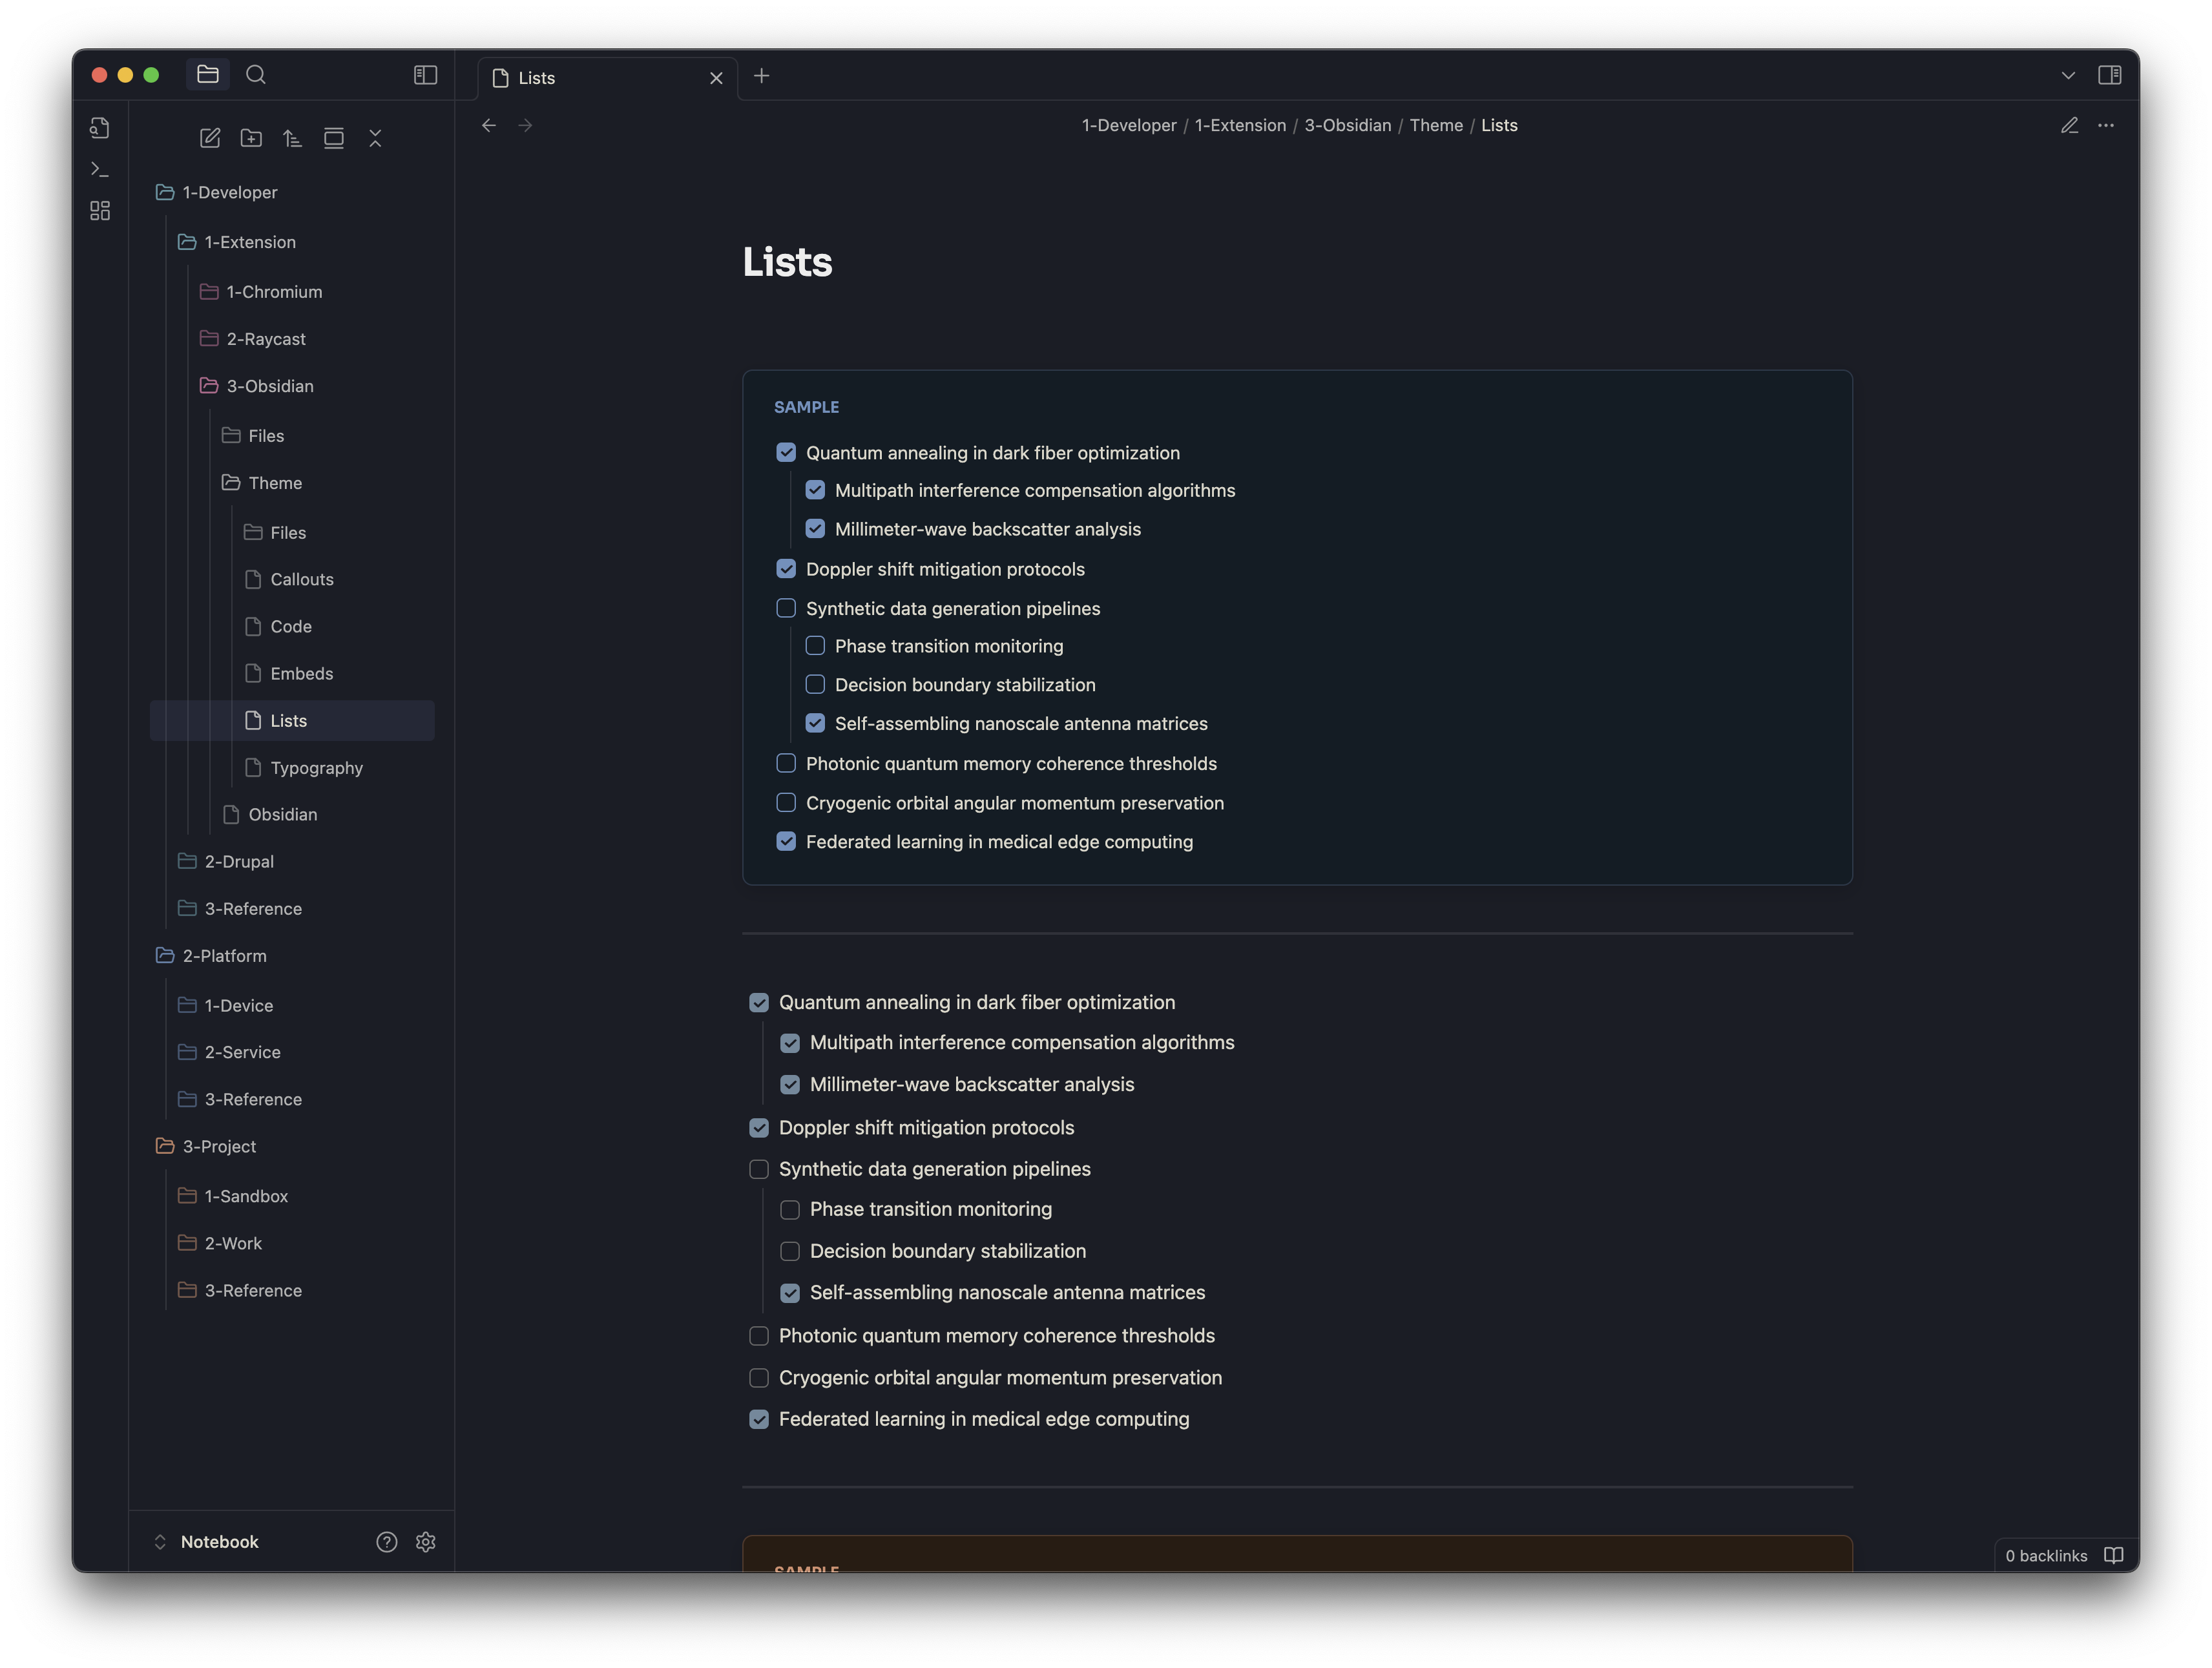 Lists
1-Developer / 1-Extension / 3-Obsidian / Theme / Lists
1-Developer
1-Extension
1-Chromium
2-Raycast
3-Obsidian
Files
Theme
Files
Callouts
Code
Embeds
Lists
Typography
Obsidian
2-Drupal
3-Reference
2-Platform
1-Device
2-Service
3-Reference
3-Project
1-Sandbox
2-Work
3-Reference
Notebook
Lists
SAMPLE
Quantum annealing in dark fiber optimization
Multipath interference compensation algorithms
Millimeter-wave backscatter analysis
Doppler shift mitigation protocols
Synthetic data generation pipelines
Phase transition monitoring
Decision boundary stabilization
Self-assembling nanoscale antenna matrices
Photonic quantum memory coherence thresholds
Cryogenic orbital angular momentum preservation
Federated learning in medical edge computing
Quantum annealing in dark fiber optimization
Multipath interference compensation algorithms
Millimeter-wave backscatter analysis
Doppler shift mitigation protocols
Synthetic data generation pipelines
Phase transition monitoring
Decision boundary stabilization
Self-assembling nanoscale antenna matrices
Photonic quantum memory coherence thresholds
Cryogenic orbital angular momentum preservation
Federated learning in medical edge computing
SAMPLE
0 backlinks